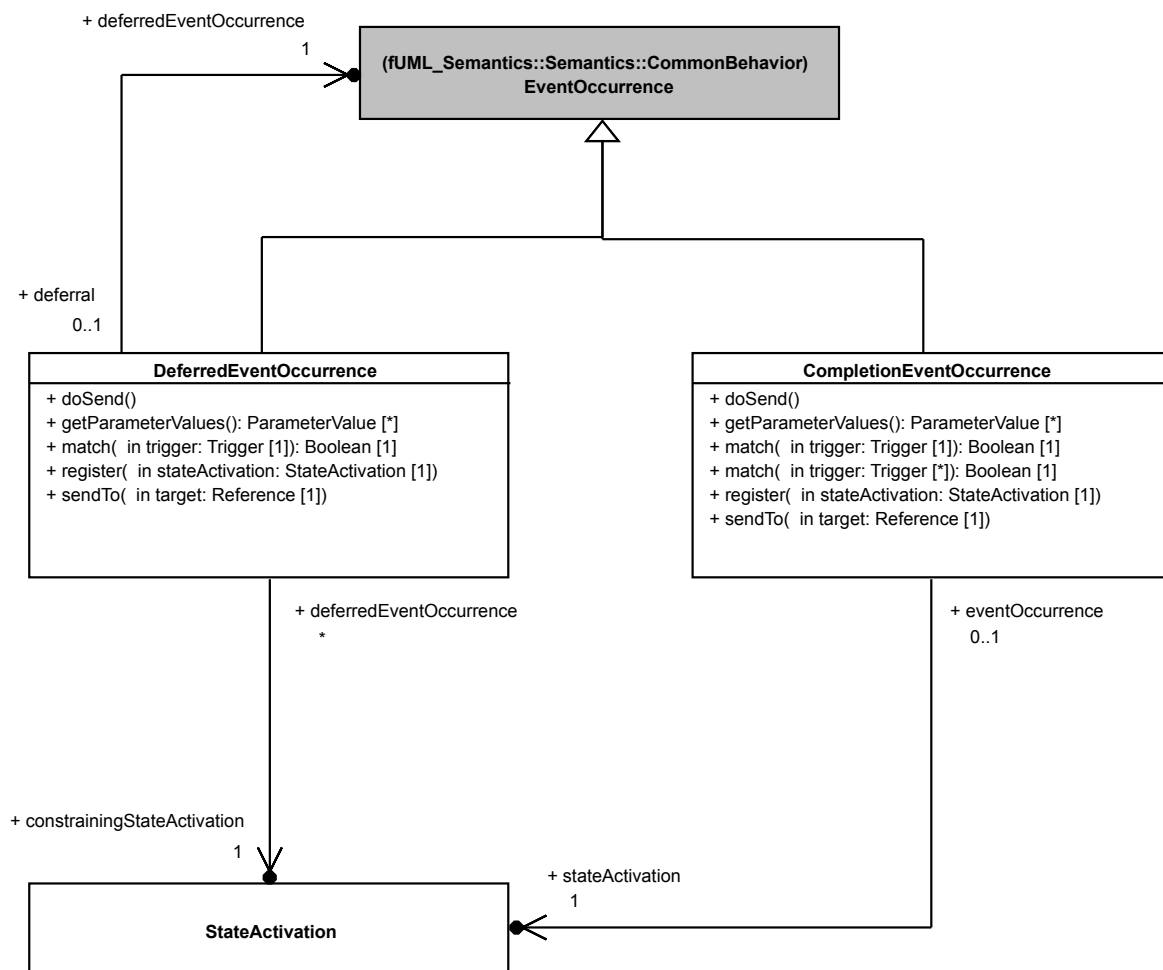 + deferredEventOccurrence
1
(fUML_Semantics::Semantics::CommonBehavior)
EventOccurrence
+ deferral
0..1
DeferredEventOccurrence
+ doSend()
+ getParameterValues(): ParameterValue [*]
+ match(  in trigger: Trigger [1]): Boolean [1]
+ register(  in stateActivation: StateActivation [1])
+ sendTo(  in target: Reference [1])
CompletionEventOccurrence
+ doSend()
+ getParameterValues(): ParameterValue [*]
+ match(  in trigger: Trigger [1]): Boolean [1]
+ match(  in trigger: Trigger [*]): Boolean [1]
+ register(  in stateActivation: StateActivation [1])
+ sendTo(  in target: Reference [1])
+ deferredEventOccurrence
*
+ eventOccurrence
0..1
+ constrainingStateActivation
1
+ stateActivation
1
StateActivation